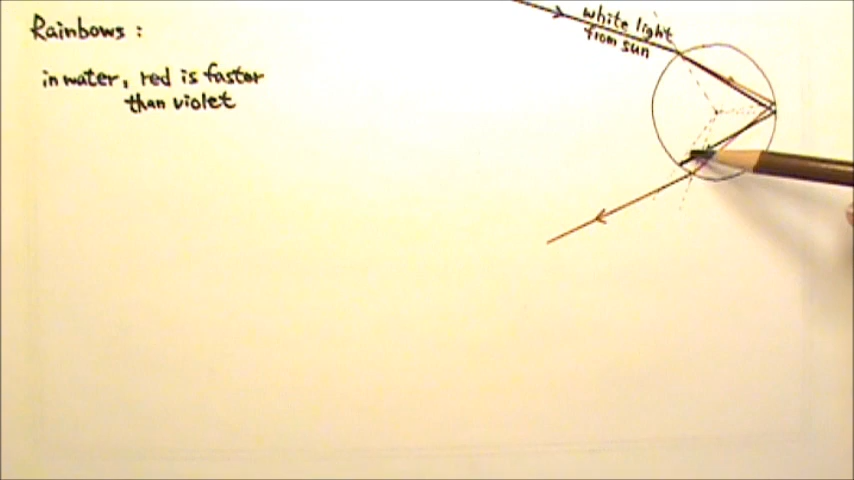 Rainbows :
in water, red is faster
than violet
white light
from sun